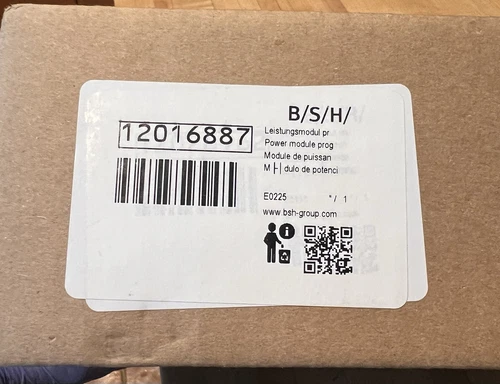 B/S/H/
12016887
Leistungsmodul pr
Power module prog
Module de puissan
M├┤dulo de potenci
E0225 */ 1
www.bsh-group.com